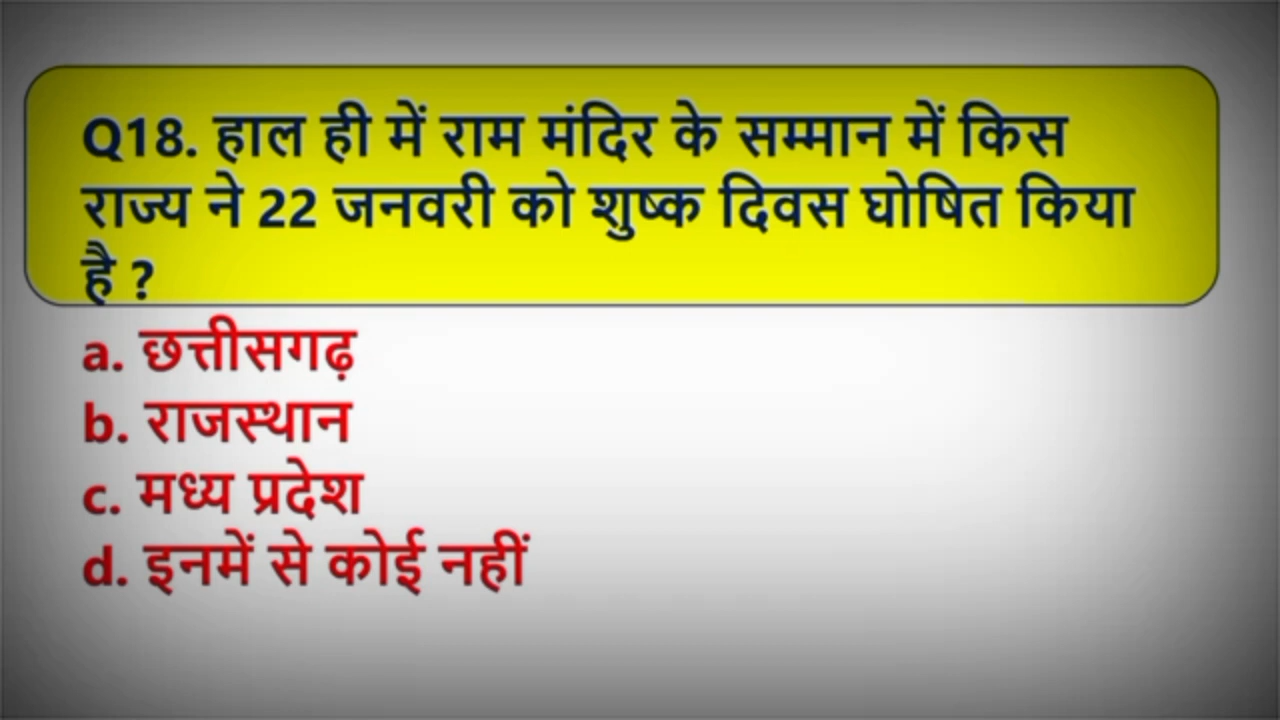 Q18. हाल ही में राम मंदिर के सम्मान में किस
राज्य ने 22 जनवरी को शुष्क दिवस घोषित किया
है ?
a. छत्तीसगढ़
b. राजस्थान
c. मध्य प्रदेश
d. इनमें से कोई नहीं